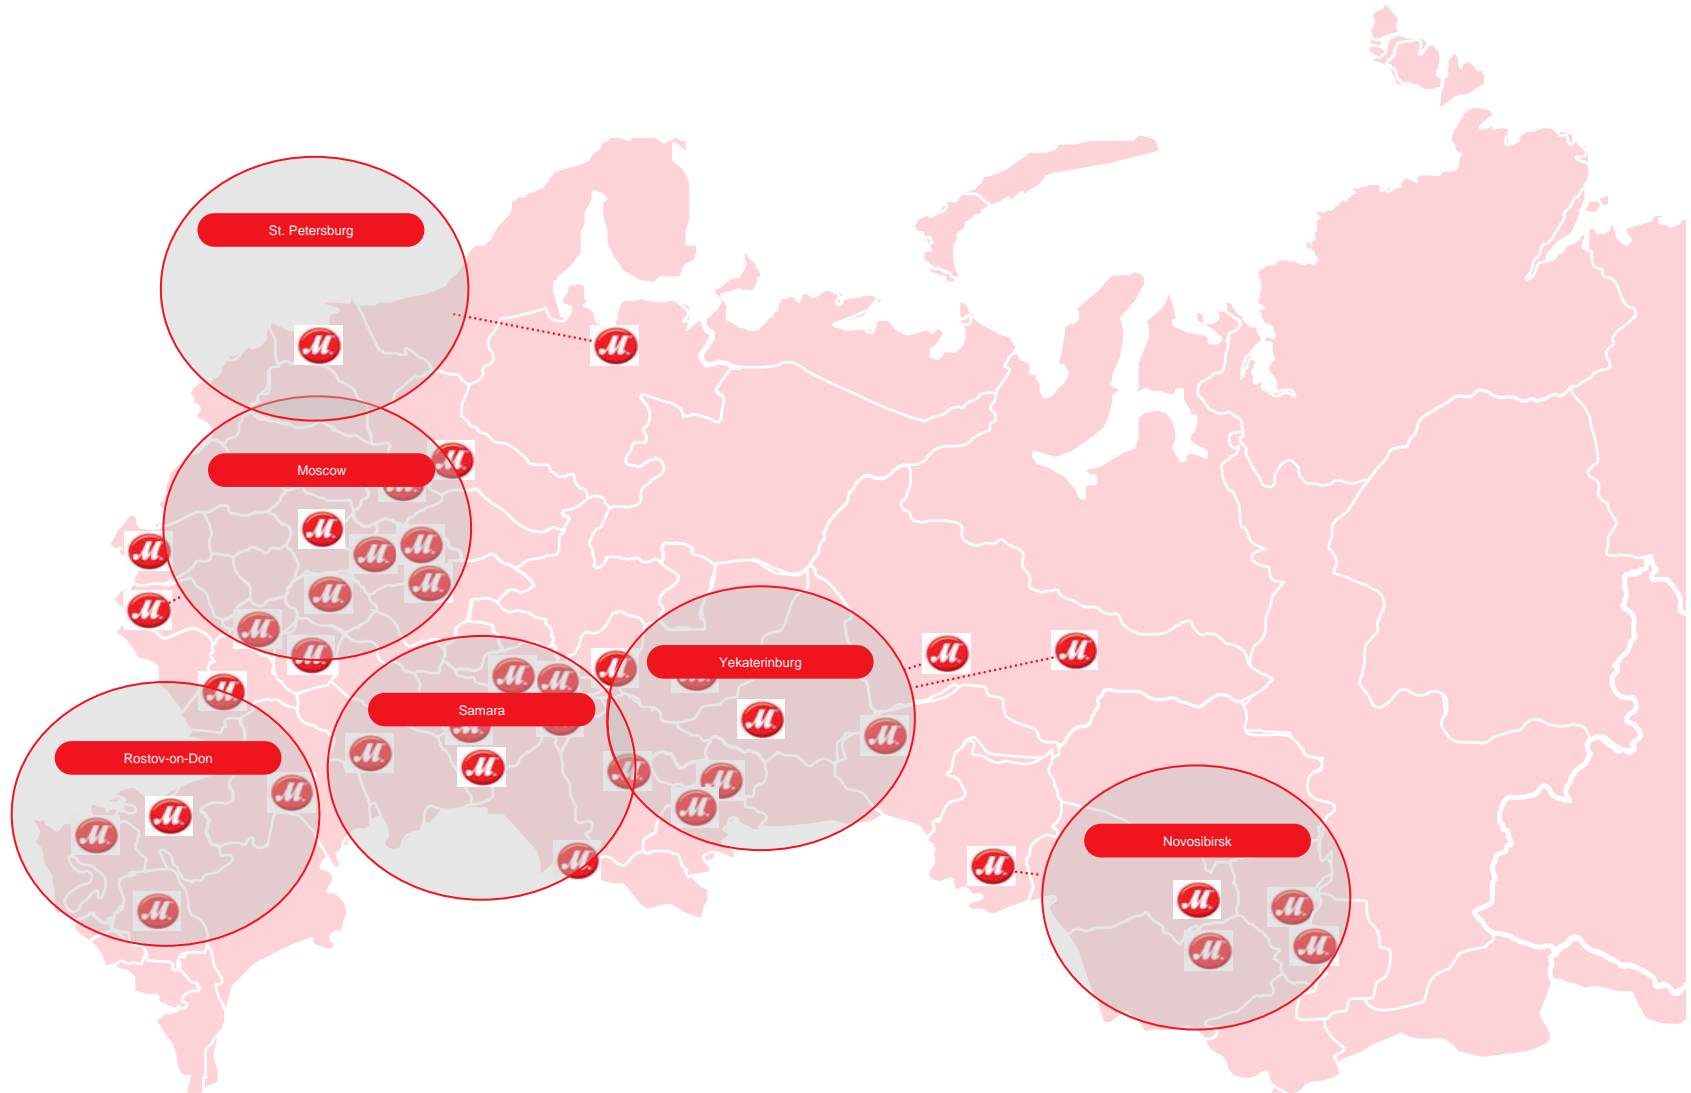 St. Petersburg
Moscow
Yekaterinburg
Samara
Rostov-on-Don
Novosibirsk